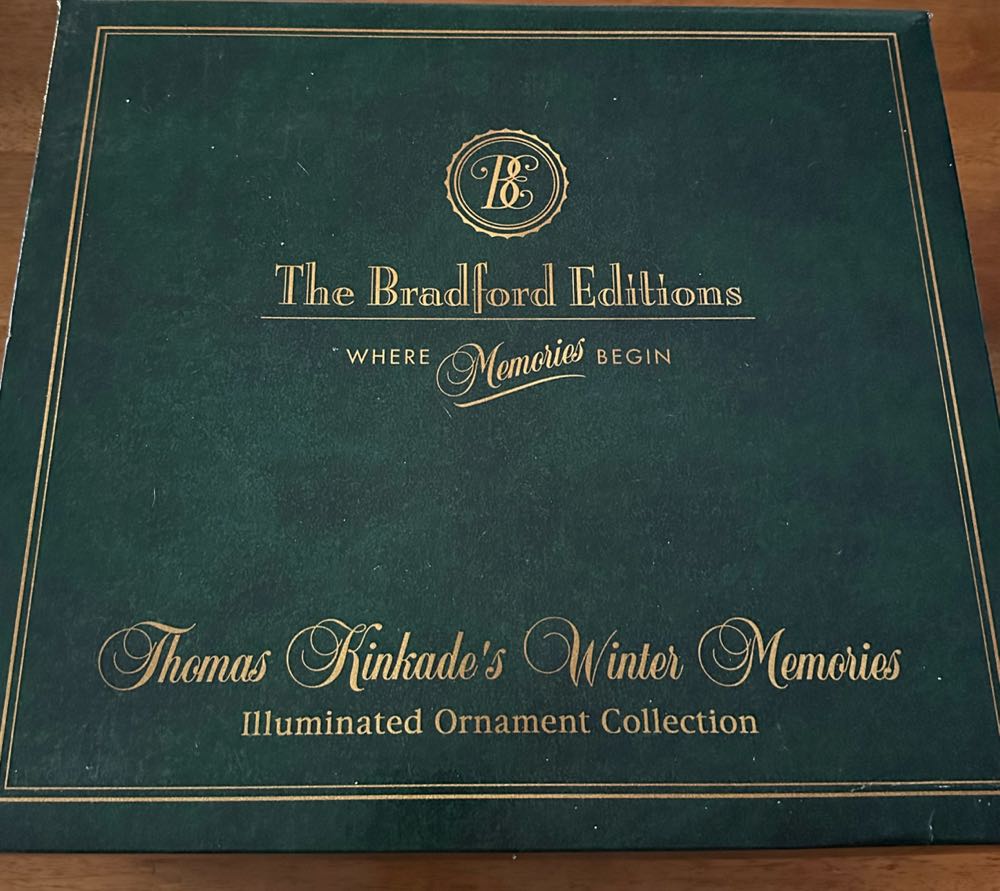 BE
The Bradford Editions
WHERE Memories BEGIN
Thomas Kinkade's Winter Memories
Illuminated Ornament Collection